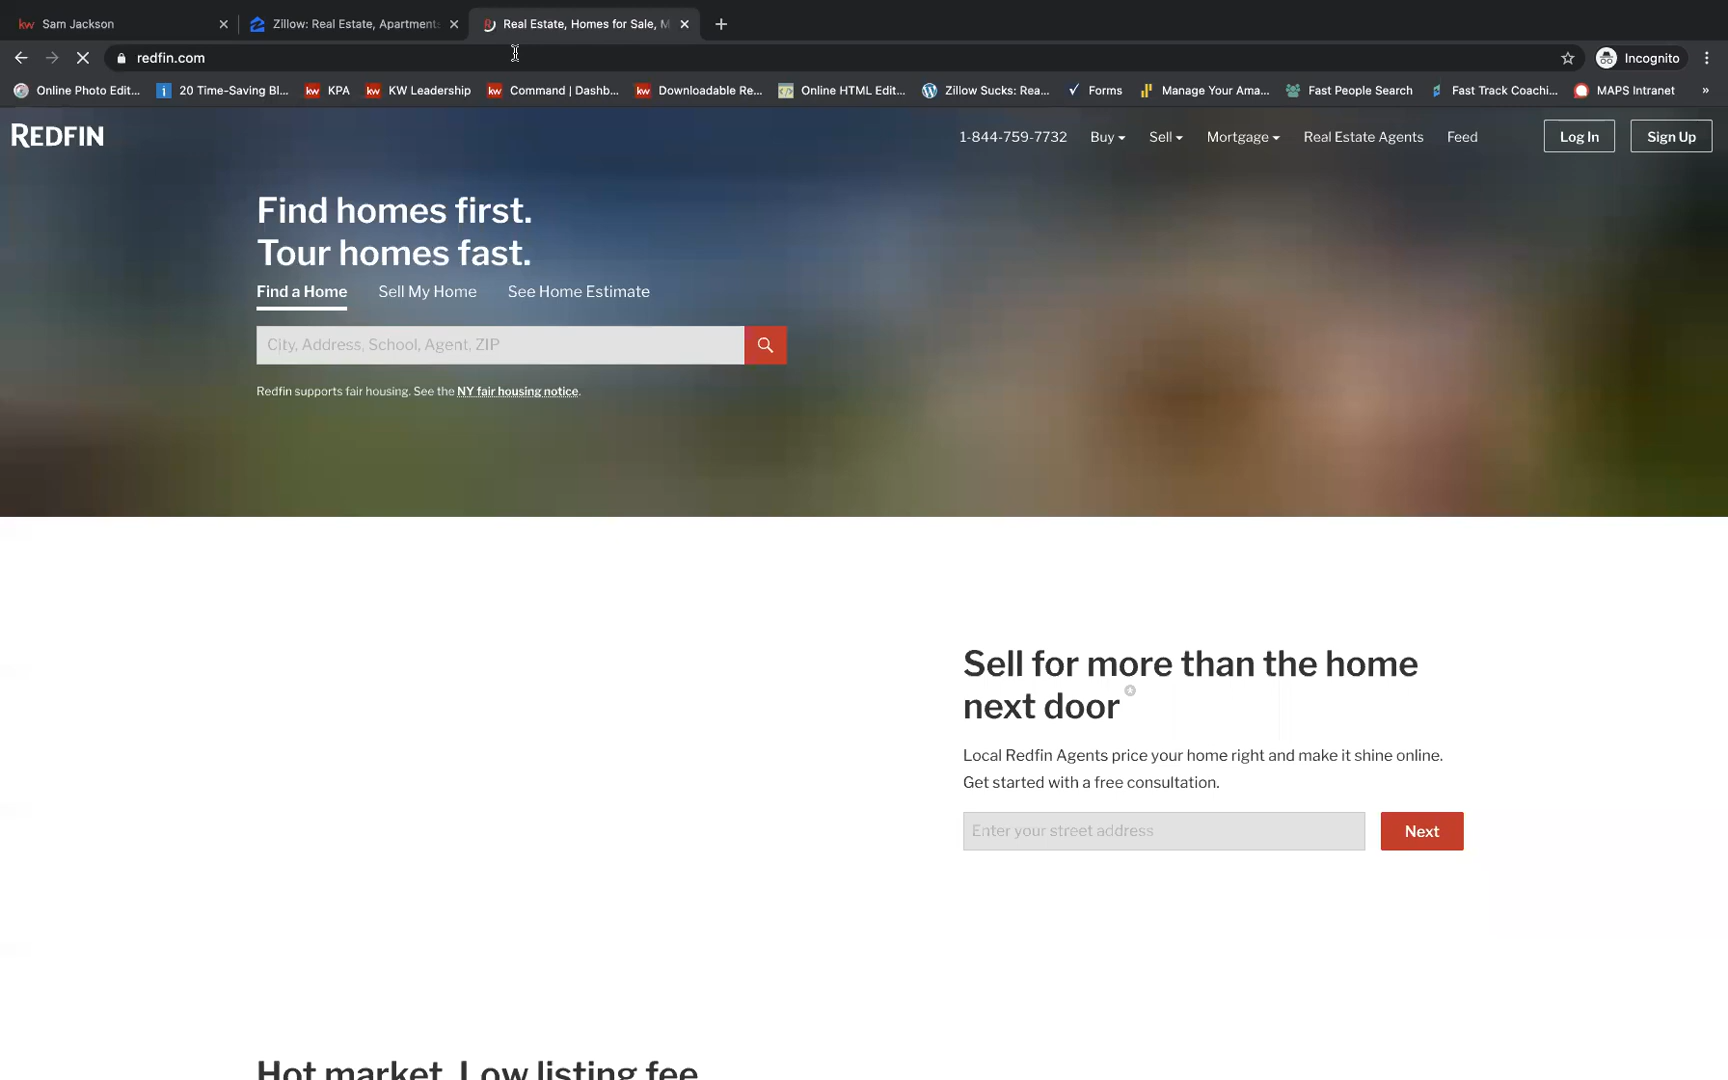 Sam Jackson
Zillow: Real Estate, Apartments
Real Estate, Homes for Sale, M
redfin.com
Incognito
Online Photo Edit...
20 Time-Saving Bl...
KPA
KW Leadership
Command | Dashb...
Downloadable Re...
Online HTML Edit...
Zillow Sucks: Rea...
Forms
Manage Your Ama...
Fast People Search
Fast Track Coachi...
MAPS Intranet
»
REDFIN
1-844-759-7732
Buy
Sell
Mortgage
Real Estate Agents
Feed
Log In
Sign Up
Find homes first.
Tour homes fast.
Find a Home
Sell My Home
See Home Estimate
City, Address, School, Agent, ZIP
Redfin supports fair housing. See the NY fair housing notice.
Sell for more than the home
next door
Local Redfin Agents price your home right and make it shine online.
Get started with a free consultation.
Enter your street address
Next
Hot market. Low listing fee